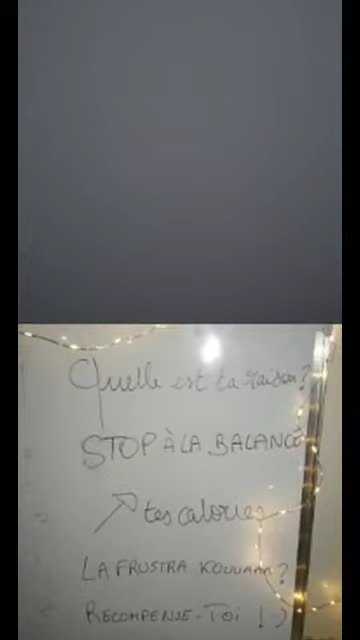 Quelle est ta raison ?
STOP À LA BALANCE
↗ tes calories
LA FRUSTRA KOUUAAA ?
RECOMPENSE-TOI ! :)